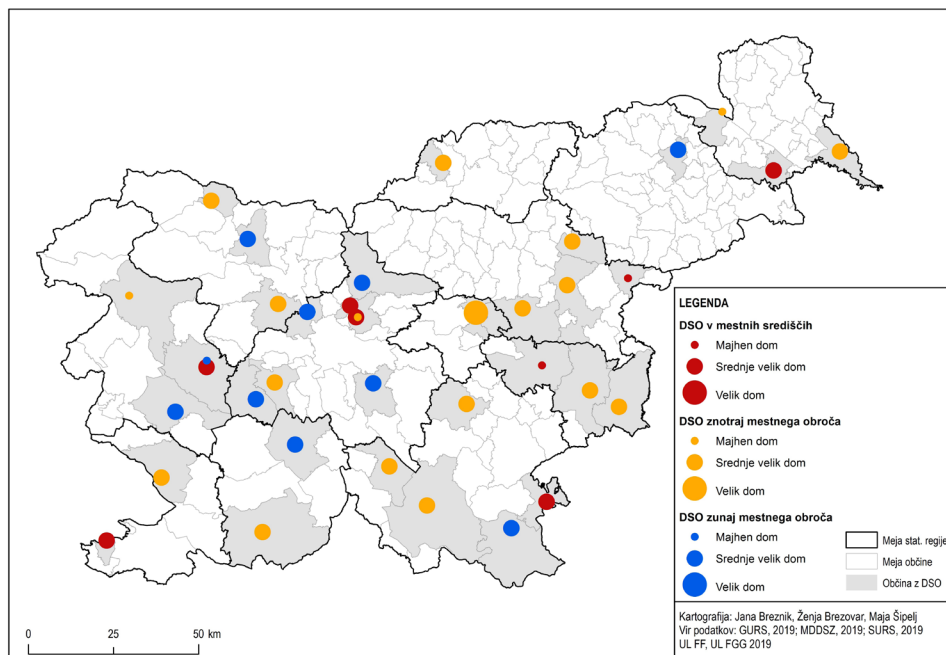 LEGENDA
DSO v mestnih središčih
Majhen dom
Srednje velik dom
Velik dom
DSO znotraj mestnega obroča
Majhen dom
Srednje velik dom
Velik dom
DSO zunaj mestnega obroča
Majhen dom
Srednje velik dom
Velik dom
Meja stat. regije
Meja občine
Občina z DSO
Kartografija: Jana Breznik, Ženja Brezovar, Maja Šipelj
Vir podatkov: GURS, 2019; MDDSZ, 2019; SURS, 2019
UL FF, UL FGG 2019
0 25 50 km